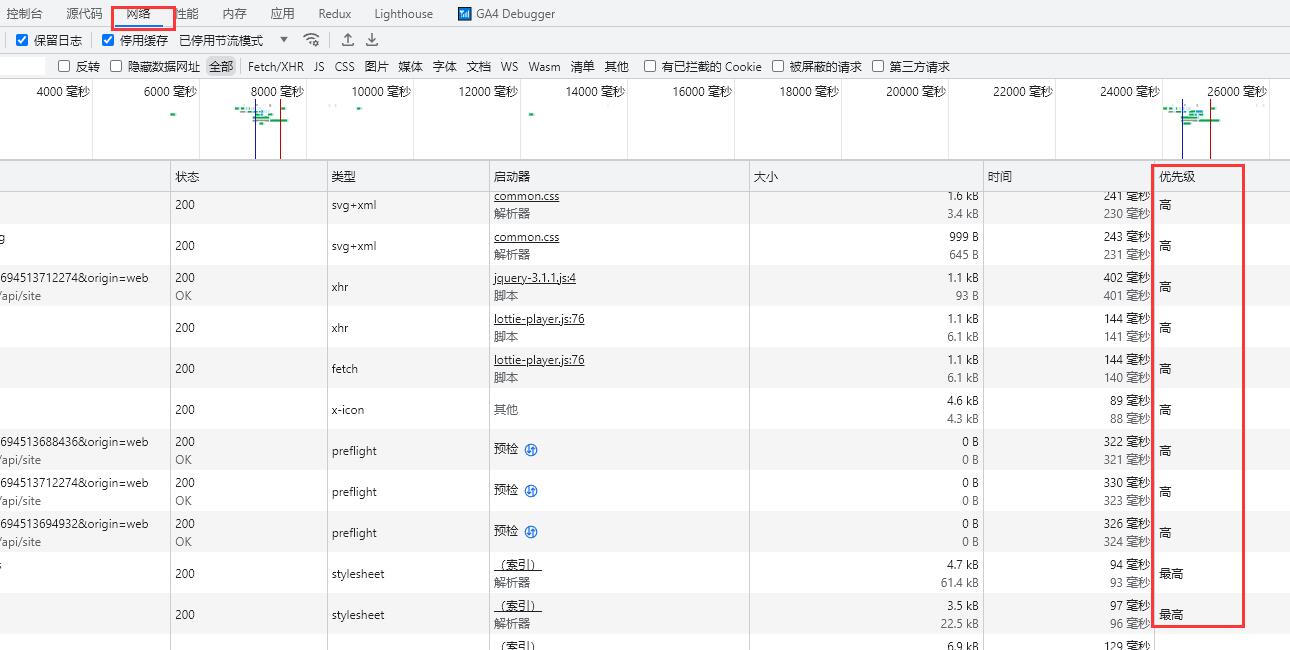 控制台 源代码 网络 性能 内存 应用 Redux Lighthouse GA4 Debugger
保留日志 停用缓存 已停用节流模式
反转 隐藏数据网址 全部 Fetch/XHR JS CSS 图片 媒体 字体 文档 WS Wasm 清单 其他 有已拦截的 Cookie 被屏蔽的请求 第三方请求
4000 毫秒 6000 毫秒 8000 毫秒 10000 毫秒 12000 毫秒 14000 毫秒 16000 毫秒 18000 毫秒 20000 毫秒 22000 毫秒 24000 毫秒 26000 毫秒
状态 类型 启动器 大小 时间 优先级
200 svg+xml common.css 1.6 kB 241 毫秒 高
解析器 3.4 kB 230 毫秒
g 200 svg+xml common.css 999 B 243 毫秒 高
解析器 645 B 231 毫秒
694513712274&origin=web 200 xhr jquery-3.1.1.js:4 1.1 kB 402 毫秒 高
/api/site OK 脚本 93 B 401 毫秒
200 xhr lottie-player.js:76 1.1 kB 144 毫秒 高
脚本 6.1 kB 141 毫秒
200 fetch lottie-player.js:76 1.1 kB 144 毫秒 高
脚本 6.1 kB 140 毫秒
200 x-icon 其他 4.6 kB 89 毫秒 高
4.3 kB 88 毫秒
694513688436&origin=web 200 preflight 预检 0 B 322 毫秒 高
/api/site OK 0 B 321 毫秒
694513712274&origin=web 200 preflight 预检 0 B 330 毫秒 高
/api/site OK 0 B 323 毫秒
694513694932&origin=web 200 preflight 预检 0 B 326 毫秒 高
/api/site OK 0 B 324 毫秒
200 stylesheet （索引） 4.7 kB 94 毫秒 最高
解析器 61.4 kB 93 毫秒
200 stylesheet （索引） 3.5 kB 97 毫秒 最高
解析器 22.5 kB 96 毫秒
（索引） 6.9 kB 129 毫秒